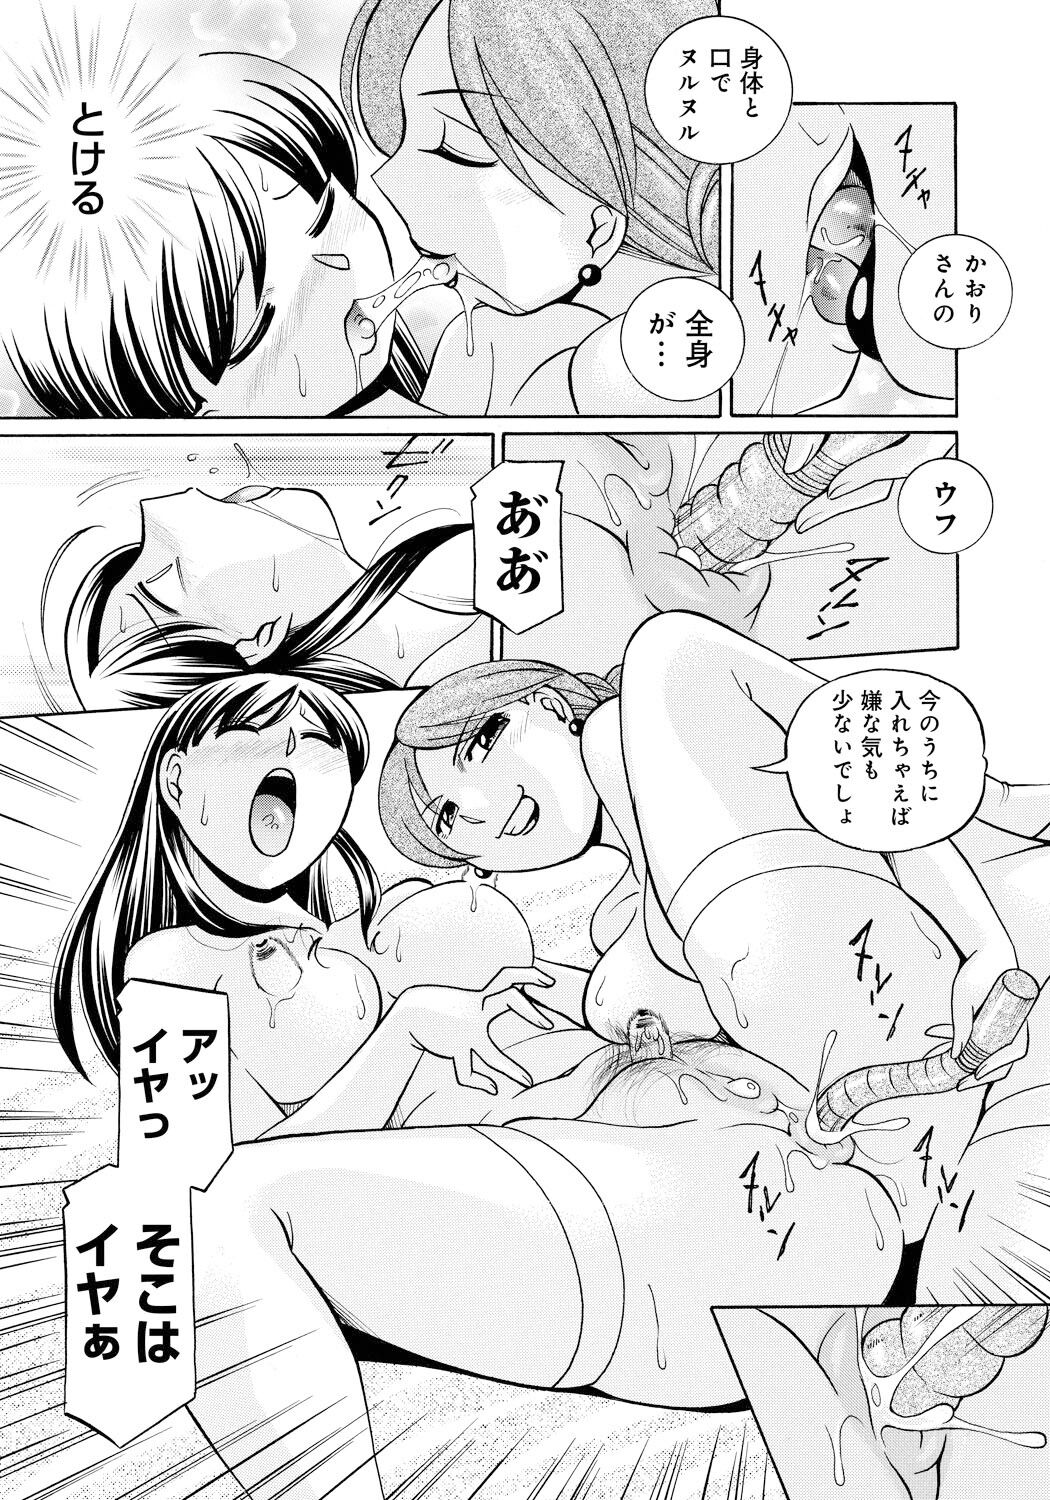 かおり
さんの
身体と
口で
ヌルヌル
全身
が…
とける
ウフ
あ゛あ゛
今のうちに
入れちゃえば
嫌な気も
少ないでしょ
アッ
イヤっ
そこは
イヤぁ